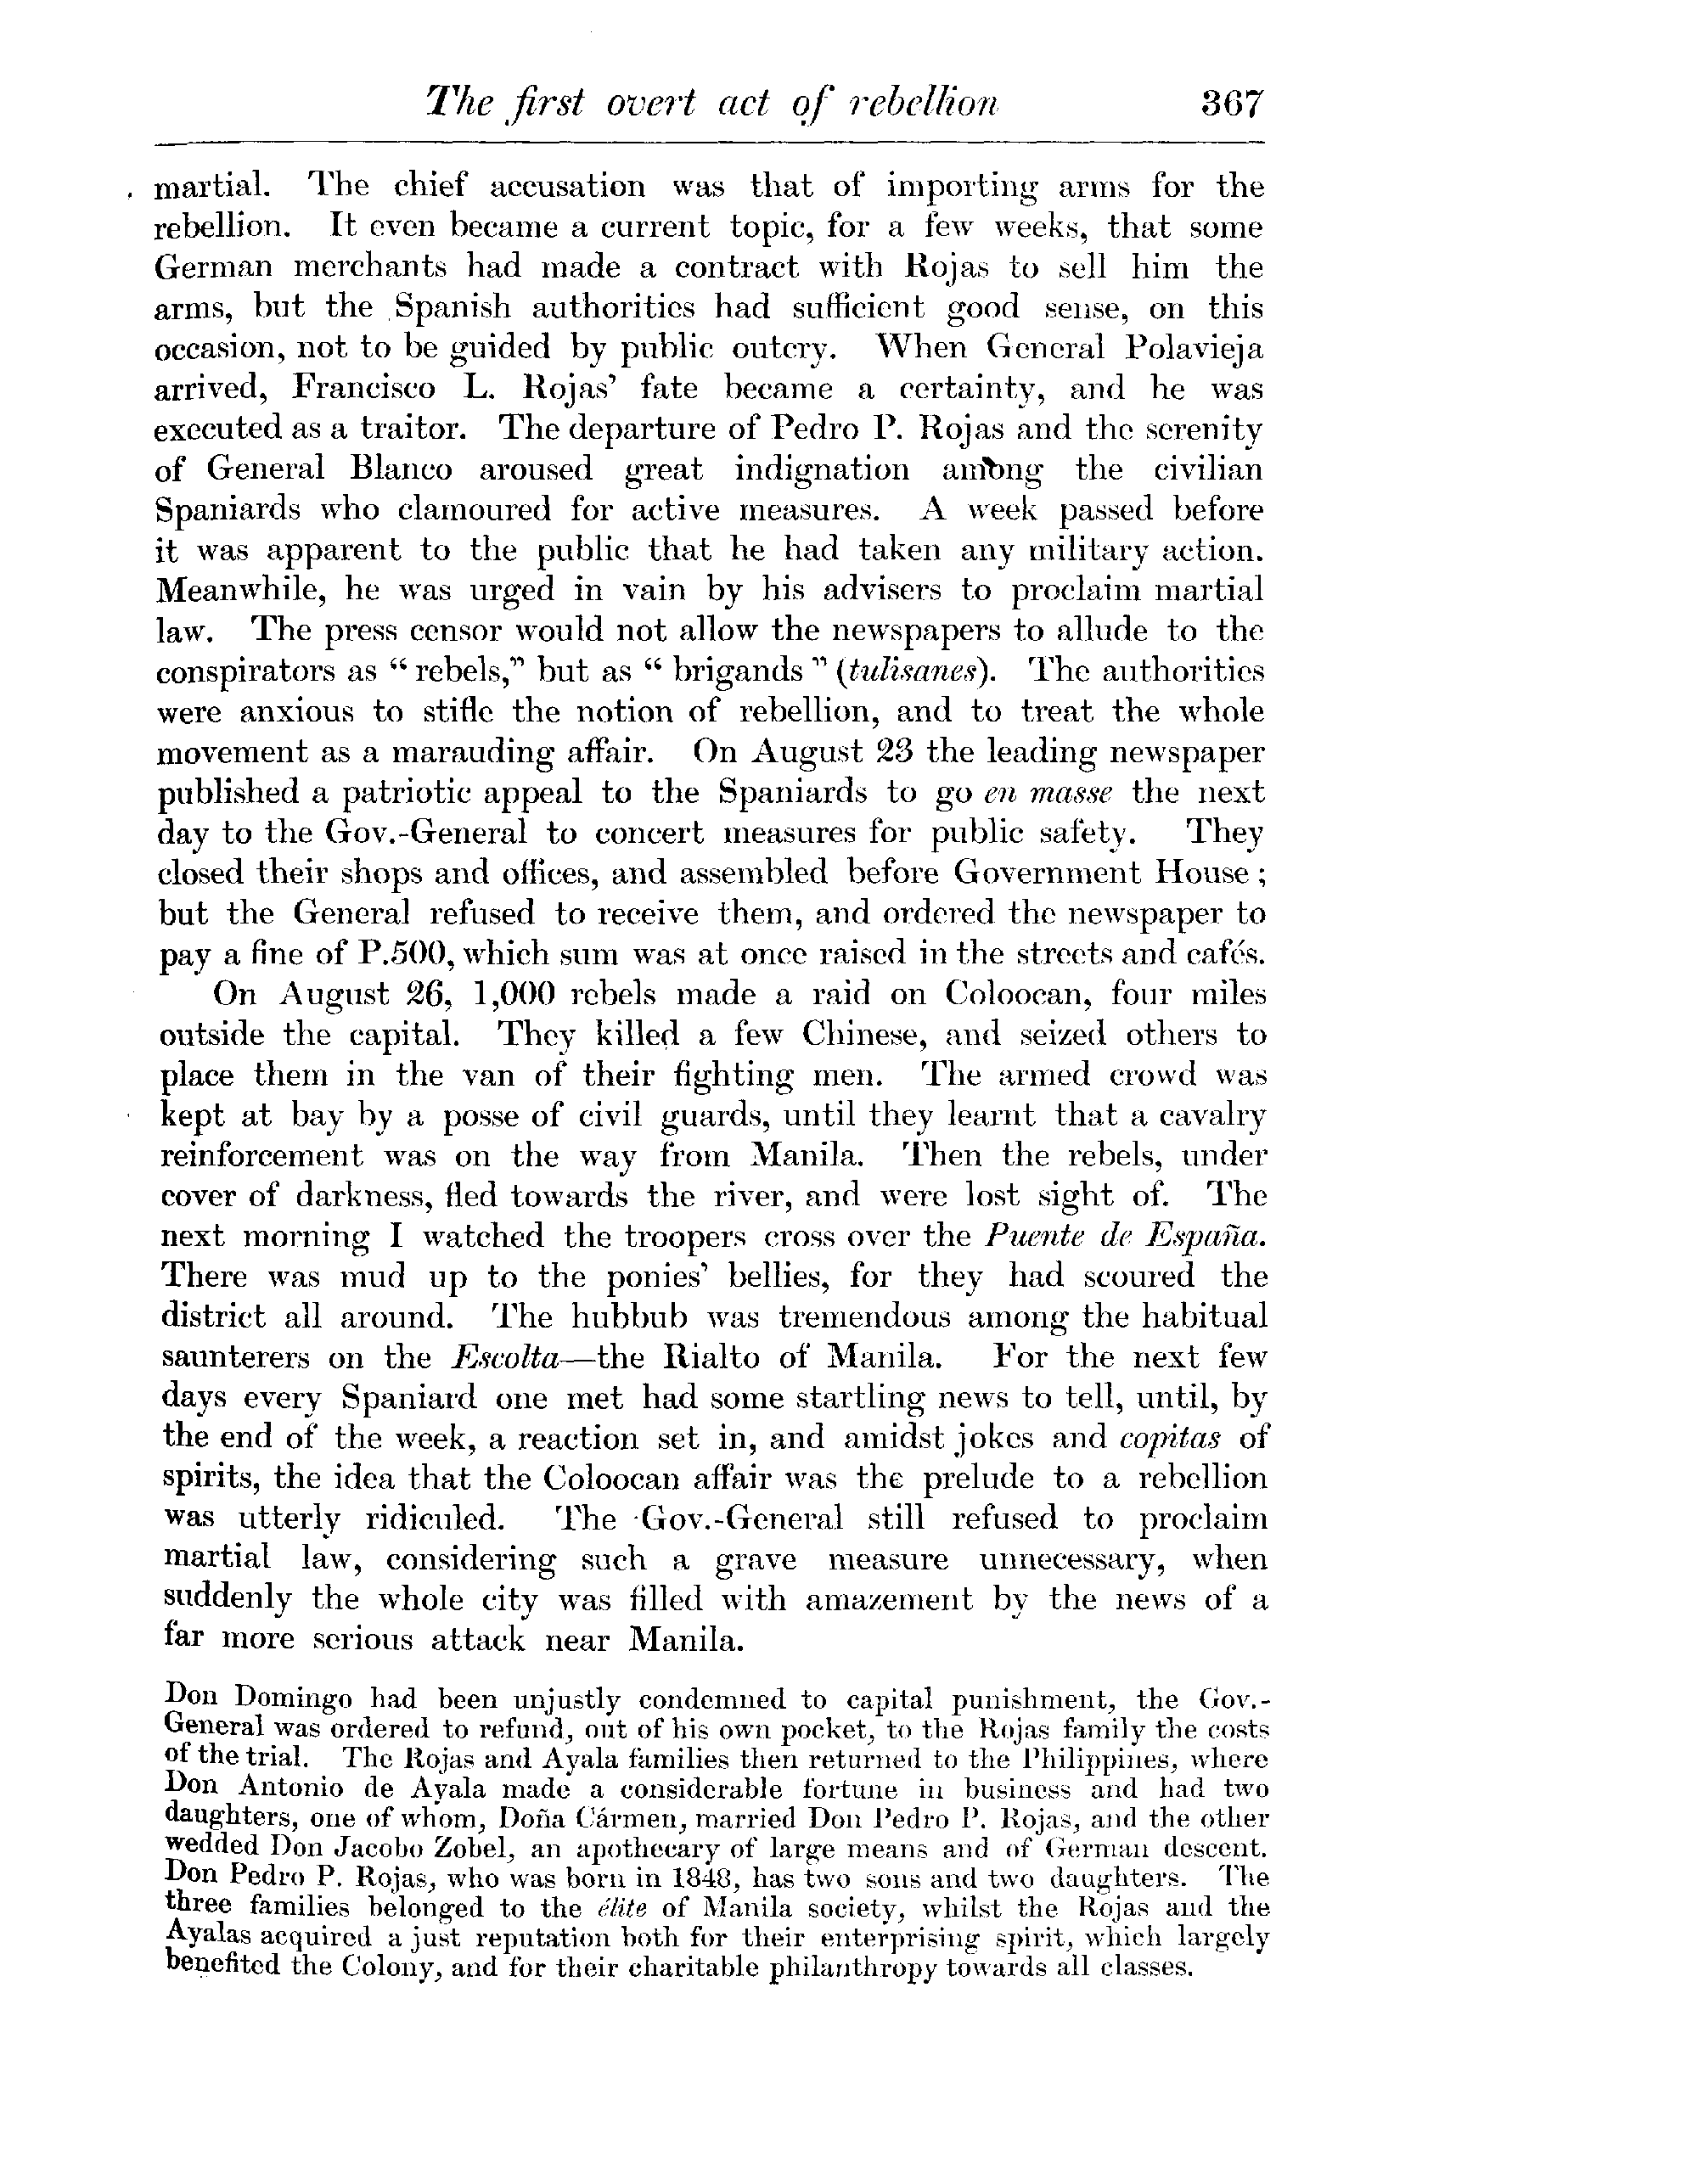 The first overt act of rebellion 367
martial. The chief accusation was that of importing arms for the
rebellion. It even became a current topic, for a few weeks, that some
German merchants had made a contract with Rojas to sell him the
arms, but the Spanish authorities had sufficient good sense, on this
occasion, not to be guided by public outcry. When General Polavieja
arrived, Francisco L. Rojas' fate became a certainty, and he was
executed as a traitor. The departure of Pedro P. Rojas and the serenity
of General Blanco aroused great indignation among the civilian
Spaniards who clamoured for active measures. A week passed before
it was apparent to the public that he had taken any military action.
Meanwhile, he was urged in vain by his advisers to proclaim martial
law. The press censor would not allow the newspapers to allude to the
conspirators as “ rebels,” but as “ brigands ” (tulisanes). The authorities
were anxious to stifle the notion of rebellion, and to treat the whole
movement as a marauding affair. On August 23 the leading newspaper
published a patriotic appeal to the Spaniards to go en masse the next
day to the Gov.-General to concert measures for public safety. They
closed their shops and offices, and assembled before Government House ;
but the General refused to receive them, and ordered the newspaper to
pay a fine of P.500, which sum was at once raised in the streets and cafés.
On August 26, 1,000 rebels made a raid on Coloocan, four miles
outside the capital. They killed a few Chinese, and seized others to
place them in the van of their fighting men. The armed crowd was
kept at bay by a posse of civil guards, until they learnt that a cavalry
reinforcement was on the way from Manila. Then the rebels, under
cover of darkness, fled towards the river, and were lost sight of. The
next morning I watched the troopers cross over the Puente de España.
There was mud up to the ponies' bellies, for they had scoured the
district all around. The hubbub was tremendous among the habitual
saunterers on the Escolta—the Rialto of Manila. For the next few
days every Spaniard one met had some startling news to tell, until, by
the end of the week, a reaction set in, and amidst jokes and copitas of
spirits, the idea that the Coloocan affair was the prelude to a rebellion
was utterly ridiculed. The Gov.-General still refused to proclaim
martial law, considering such a grave measure unnecessary, when
suddenly the whole city was filled with amazement by the news of a
far more serious attack near Manila.
Don Domingo had been unjustly condemned to capital punishment, the Gov.-
General was ordered to refund, out of his own pocket, to the Rojas family the costs
of the trial. The Rojas and Ayala families then returned to the Philippines, where
Don Antonio de Ayala made a considerable fortune in business and had two
daughters, one of whom, Doña Cármen, married Don Pedro P. Rojas, and the other
wedded Don Jacobo Zobel, an apothecary of large means and of German descent.
Don Pedro P. Rojas, who was born in 1848, has two sons and two daughters. The
three families belonged to the élite of Manila society, whilst the Rojas and the
Ayalas acquired a just reputation both for their enterprising spirit, which largely
benefited the Colony, and for their charitable philanthropy towards all classes.